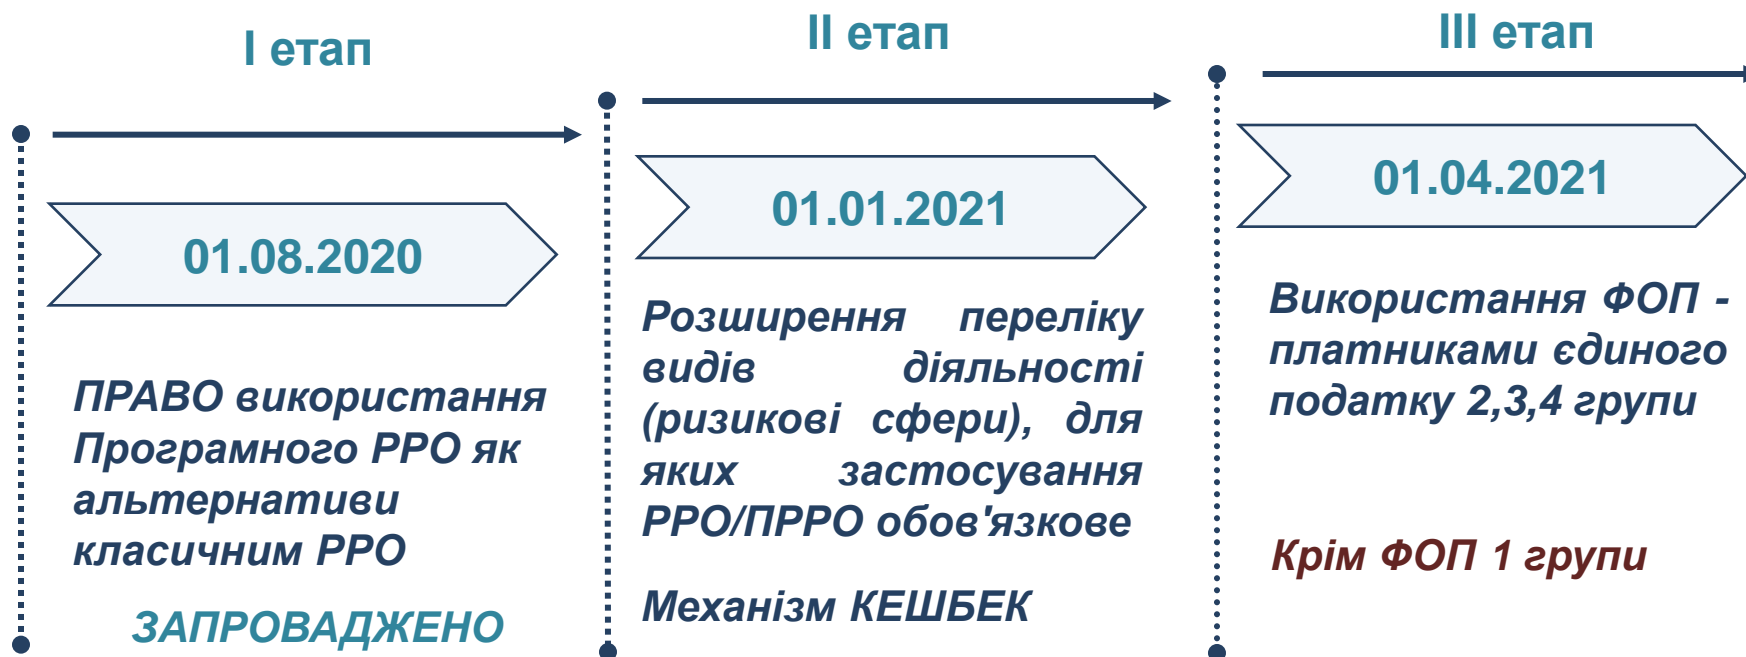 І етап
01.08.2020
ПРАВО використання
Програмного РРО як
альтернативи
класичним РРО
ЗАПРОВАДЖЕНО
ІІ етап
01.01.2021
Розширення переліку
видів діяльності
(ризикові сфери), для
яких застосування
РРО/ПРРО обов'язкове
Механізм КЕШБЕК
ІІІ етап
01.04.2021
Використання ФОП -
платниками єдиного
податку 2,3,4 групи
Крім ФОП 1 групи